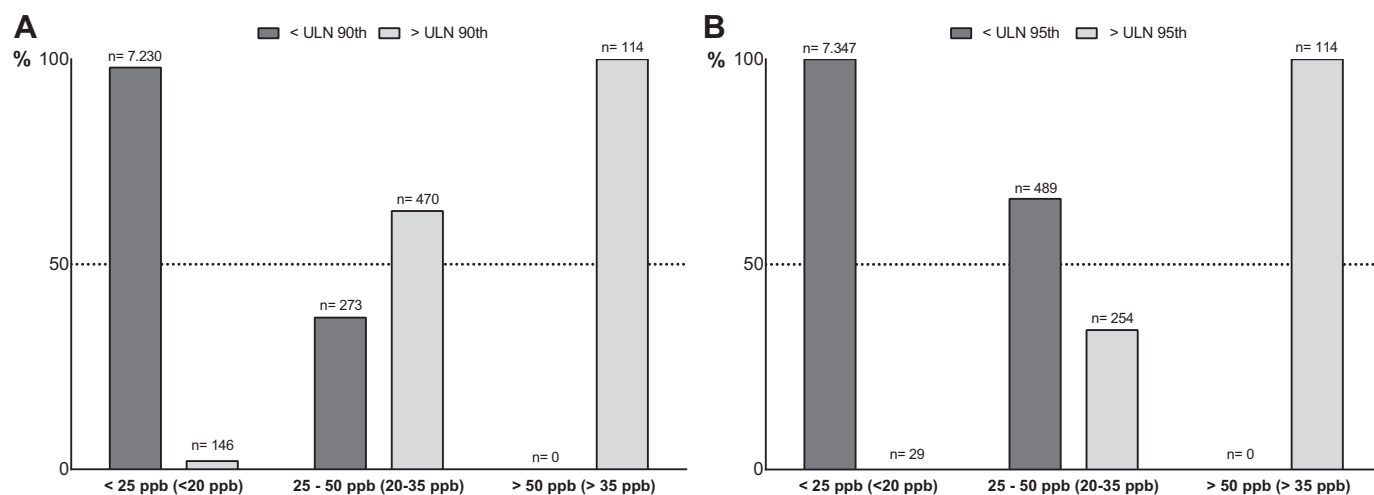 A
< ULN 90th > ULN 90th
% 100
50
0
n= 7.230
n= 146
n= 273
n= 470
n= 0
n= 114
< 25 ppb (<20 ppb) 25 - 50 ppb (20-35 ppb) > 50 ppb (> 35 ppb)
B
< ULN 95th > ULN 95th
% 100
50
0
n= 7.347
n= 29
n= 489
n= 254
n= 0
n= 114
< 25 ppb (<20 ppb) 25 - 50 ppb (20-35 ppb) > 50 ppb (> 35 ppb)